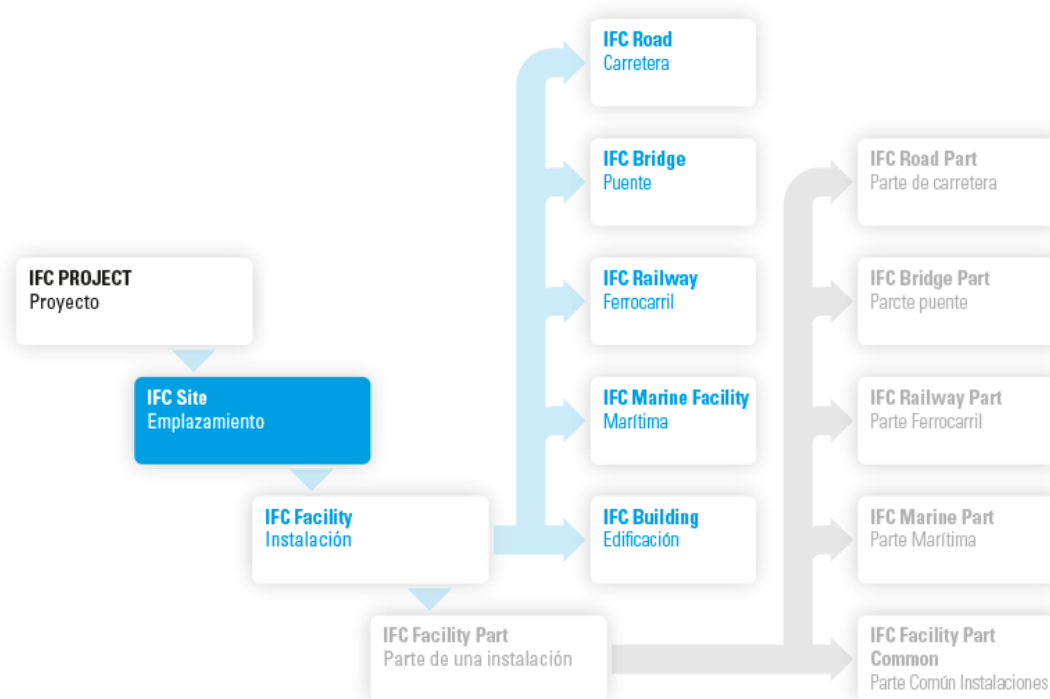 IFC Road
Carretera
IFC Bridge
Puente
IFC Road Part
Parte de carretera
IFC PROJECT
Proyecto
IFC Railway
Ferrocarril
IFC Bridge Part
Parcte puente
IFC Site
Emplazamiento
IFC Marine Facility
Marítima
IFC Railway Part
Parte Ferrocarril
IFC Facility
Instalación
IFC Building
Edificación
IFC Marine Part
Parte Marítima
IFC Facility Part
Parte de una instalación
IFC Facility Part
Common
Parte Común Instalaciones